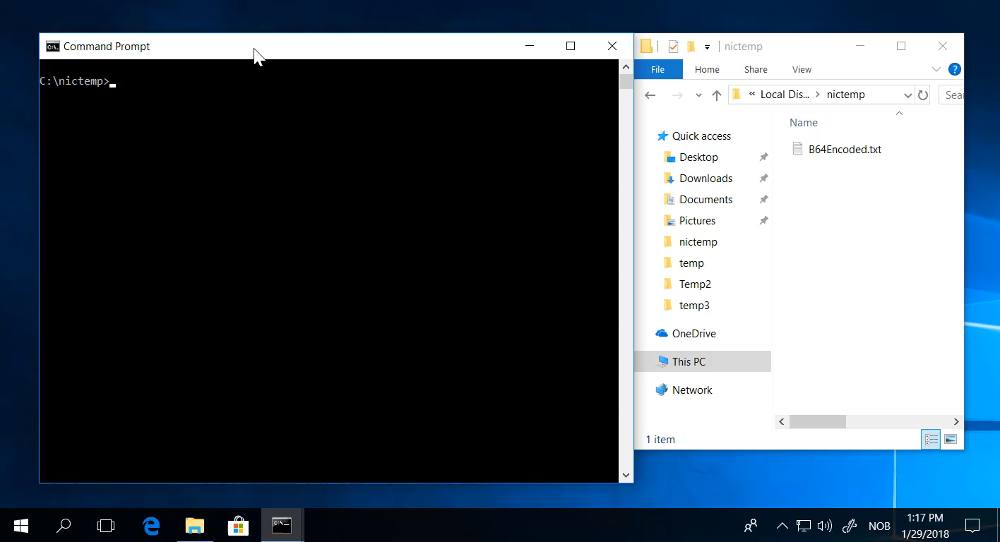 Command Prompt
C:\nictemp>
nictemp
File Home Share View
« Local Dis... > nictemp
Name
Quick access
B64Encoded.txt
Desktop
Downloads
Documents
Pictures
nictemp
temp
Temp2
temp3
OneDrive
This PC
Network
1 item
NOB
1:17 PM
1/29/2018